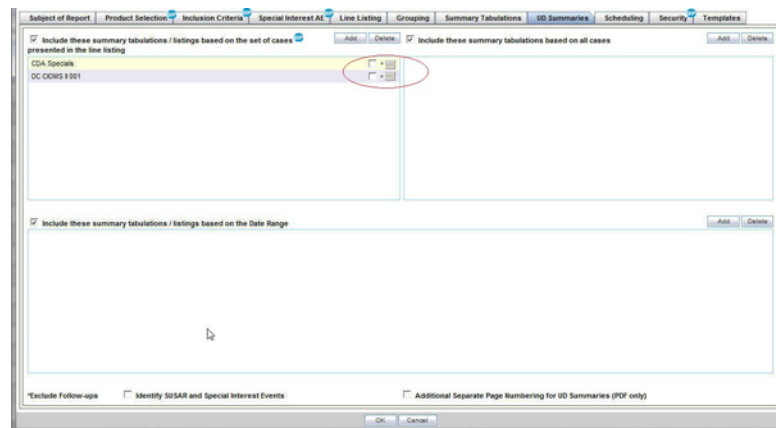 Subject of Report Product Selection Inclusion Criteria Special Interest AE Line Listing Grouping Summary Tabulations UD Summaries Scheduling Security Templates
Include these summary tabulations / listings based on the set of cases
presented in the line listing
Add Delete
Include these summary tabulations based on all cases
Add Delete
CDA Specials
*
DC CIOMS II 001
*
Include these summary tabulations / listings based on the Date Range
Add Delete
*Exclude Follow-ups Identify SUSAR and Special Interest Events Additional Separate Page Numbering for UD Summaries (PDF only)
OK Cancel